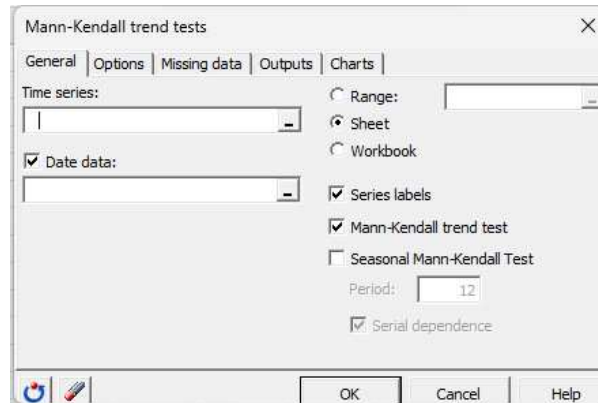 Mann-Kendall trend tests
General Options Missing data Outputs Charts
Time series:
Date data:
Range:
Sheet
Workbook
Series labels
Mann-Kendall trend test
Seasonal Mann-Kendall Test
Period: 12
Serial dependence
OK Cancel Help